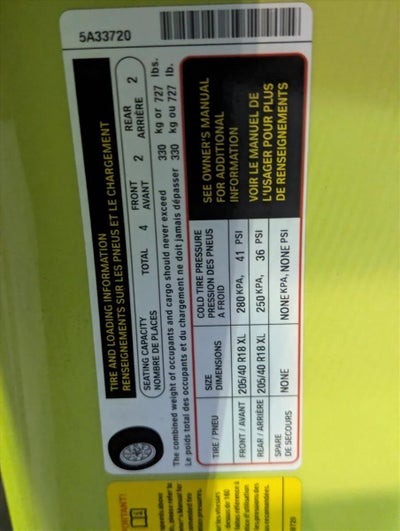 5A33720
TIRE AND LOADING INFORMATION
RENSEIGNEMENTS SUR LES PNEUS ET LE CHARGEMENT
SEATING CAPACITY TOTAL 4 FRONT 2 REAR 2
NOMBRE DE PLACES AVANT ARRIÈRE
The combined weight of occupants and cargo should never exceed 330 kg or 727 lbs.
Le poids total des occupants et du chargement ne doit jamais dépasser 330 kg ou 727 lb.
TIRE / PNEU SIZE DIMENSIONS COLD TIRE PRESSURE PRESSION DES PNEUS A FROID
FRONT / AVANT 205/40 R18 XL 280 KPA, 41 PSI
REAR / ARRIÈRE 205/40 R18 XL 250 KPA, 36 PSI
SPARE DE SECOURS NONE NONE KPA, NONE PSI
SEE OWNER'S MANUAL
FOR ADDITIONAL
INFORMATION
VOIR LE MANUEL DE
L'USAGER POUR PLUS
DE RENSEIGNEMENTS
IMPORTANT!